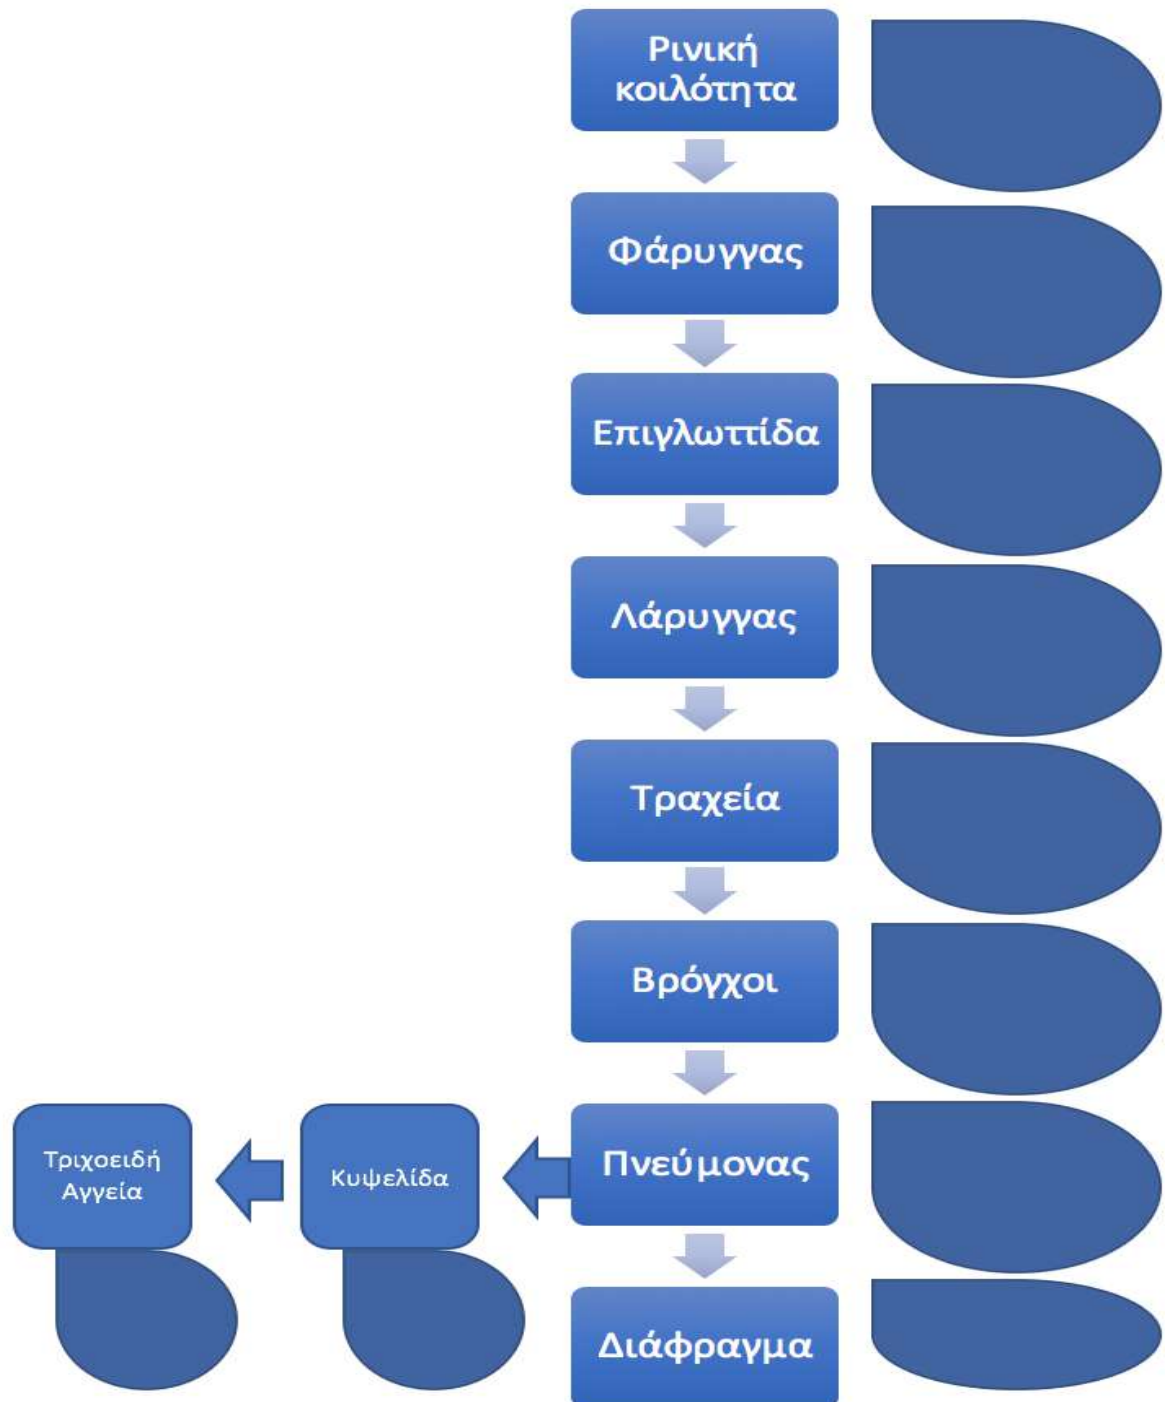 Ρινική
κοιλότητα
Φάρυγγας
Επιγλωττίδα
Λάρυγγας
Τραχεία
Βρόγχοι
Πνεύμονας
Κυψελίδα
Τριχοειδή
Αγγεία
Διάφραγμα